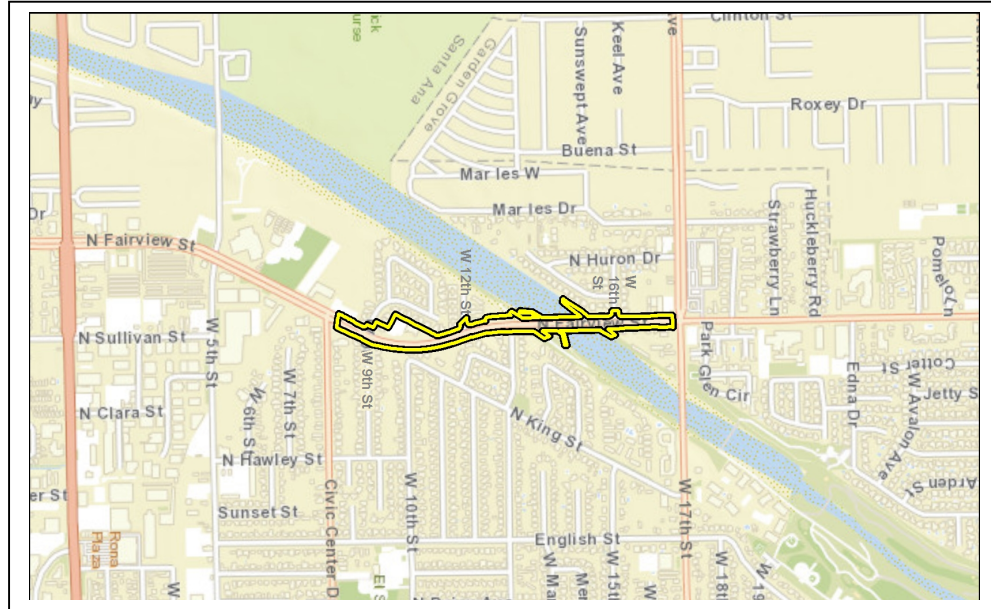 Clinton St
Keel Ave
Sunswept Ave
Santa Ana
Garden Grove
Roxey Dr
Buena St
Mar les W
Mar les Dr
Huckleberry Rd
Strawberry Ln
N Fairview St
W 12th St
N Huron Dr
W 16th St
N Fairview St
N Sullivan St
W 5th St
Park Glen Cir
Cotter St
W 9th St
Edna Dr
W Avalon Ave
Jetty S
N Clara St
W 6th St
W 7th St
N King St
N Hawley St
Arden St
er St
Civic Center D
W 10th St
W 17th St
Sunset St
English St
Rona Plaza
W 15th
W 18th
W
W Ma
El S
W
W 19